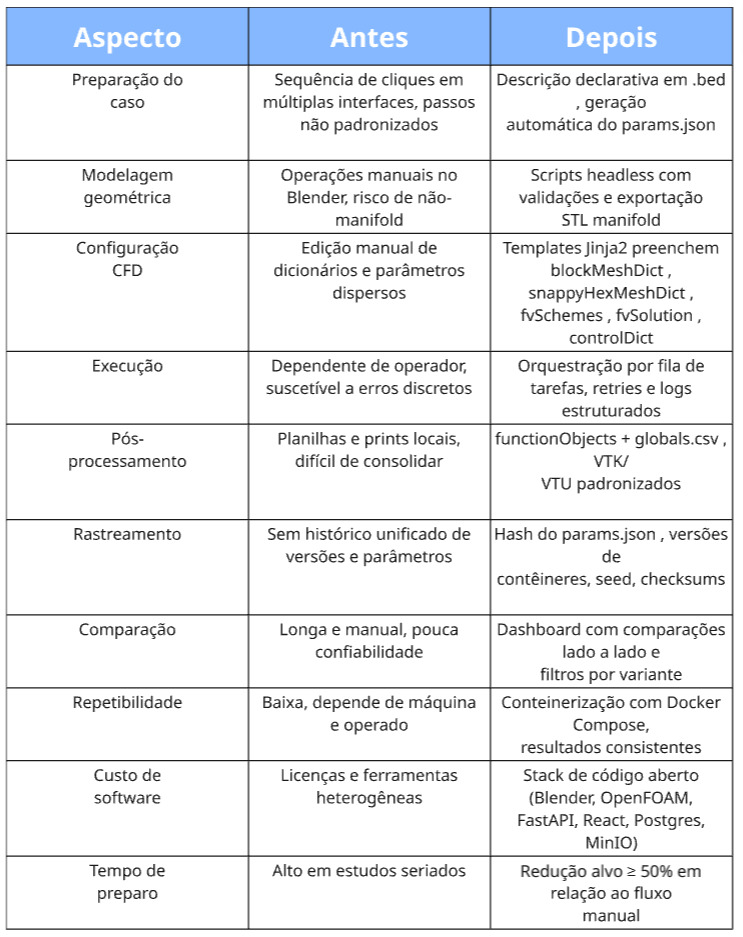 Aspecto
Antes
Depois
Preparação do
caso
Sequência de cliques em
múltiplas interfaces, passos
não padronizados
Descrição declarativa em .bed
, geração
automática do params.json
Modelagem
geométrica
Operações manuais no
Blender, risco de não-
manifold
Scripts headless com
validações e exportação
STL manifold
Configuração
CFD
Edição manual de
dicionários e parâmetros
dispersos
Templates Jinja2 preenchem
blockMeshDict ,
snappyHexMeshDict ,
fvSchemes , fvSolution ,
controlDict
Execução
Dependente de operador,
suscetível a erros discretos
Orquestração por fila de
tarefas, retries e logs
estruturados
Pós-
processamento
Planilhas e prints locais,
difícil de consolidar
functionObjects + globals.csv ,
VTK/
VTU padronizados
Rastreamento
Sem histórico unificado de
versões e parâmetros
Hash do params.json , versões
de
contêineres, seed, checksums
Comparação
Longa e manual, pouca
confiabilidade
Dashboard com comparações
lado a lado e
filtros por variante
Repetibilidade
Baixa, depende de máquina
e operado
Conteinerização com Docker
Compose,
resultados consistentes
Custo de
software
Licenças e ferramentas
heterogêneas
Stack de código aberto
(Blender, OpenFOAM,
FastAPI, React, Postgres,
MinIO)
Tempo de
preparo
Alto em estudos seriados
Redução alvo ≥ 50% em
relação ao fluxo
manual